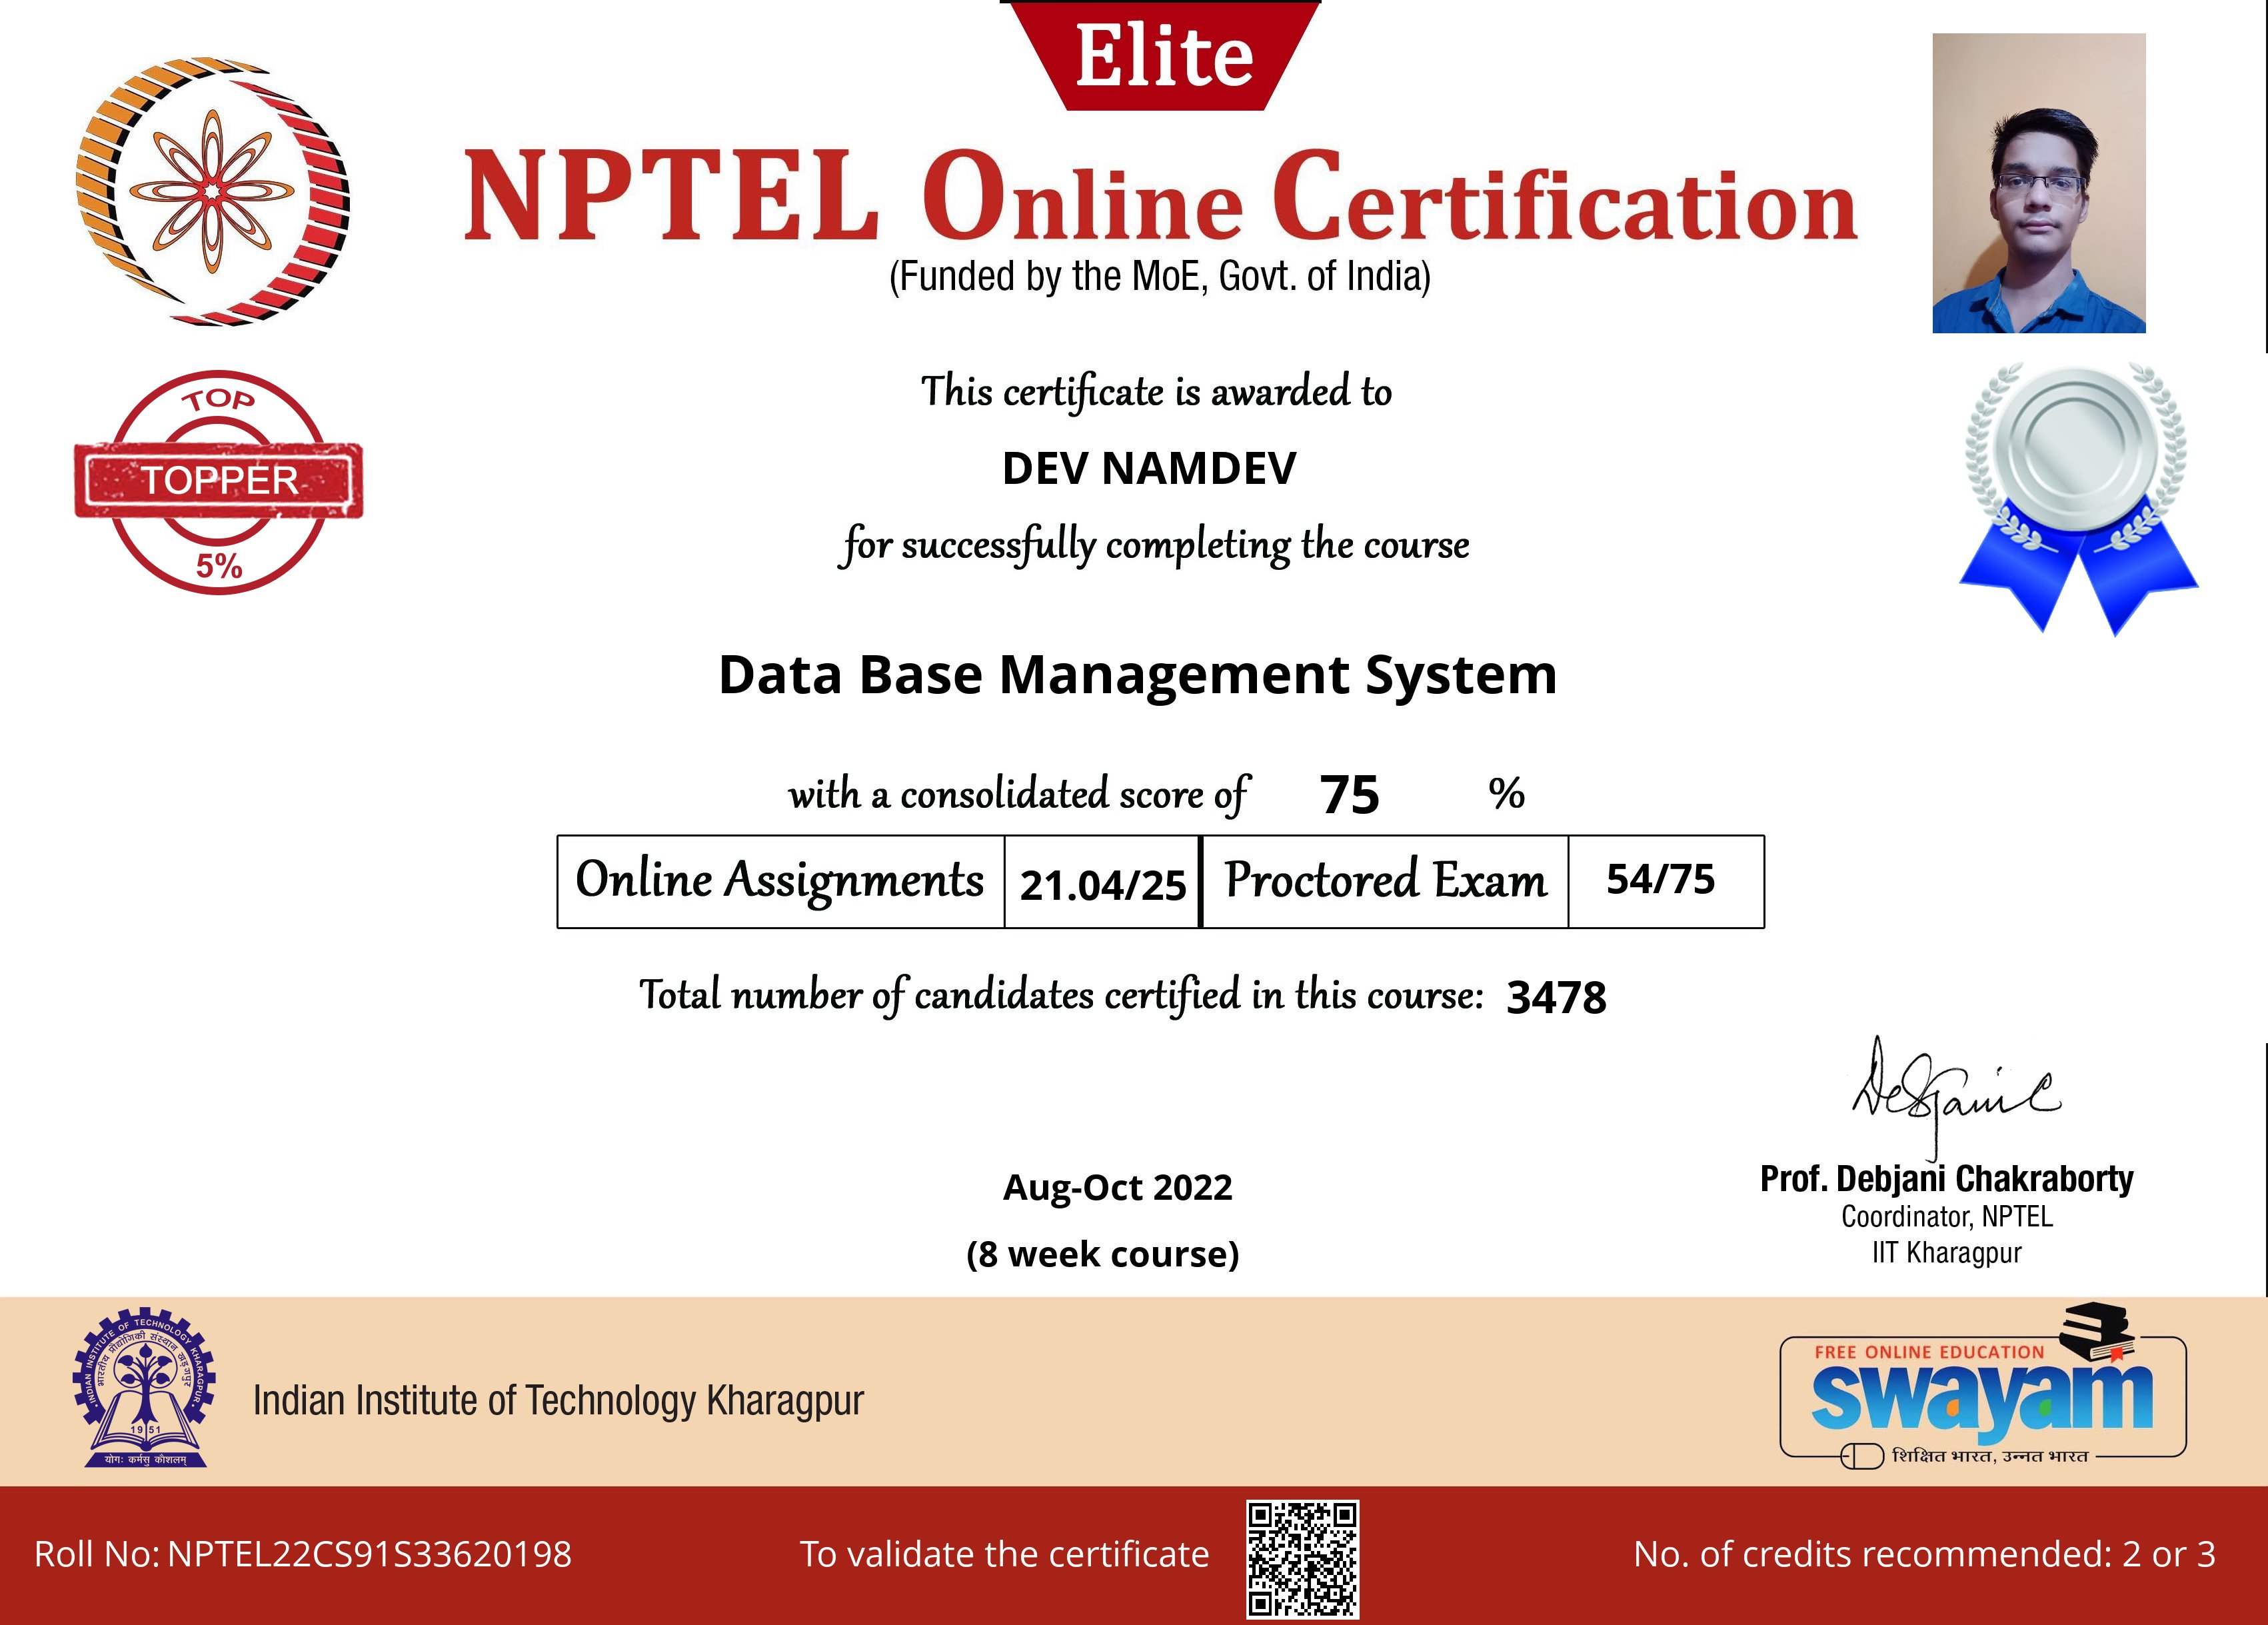 Elite
NPTEL Online Certification
(Funded by the MoE, Govt. of India)
TOP
TOPPER
5%
This certificate is awarded to
DEV NAMDEV
for successfully completing the course
Data Base Management System
with a consolidated score of 75 %
Online Assignments 21.04/25 Proctored Exam 54/75
Total number of candidates certified in this course: 3478
Aug-Oct 2022
(8 week course)
Prof. Debjani Chakraborty
Coordinator, NPTEL
IIT Kharagpur
INDIAN INSTITUTE OF TECHNOLOGY KHARAGPUR
भारतीय प्रौद्योगिकी संस्थान खड़गपुर
1951
योगः कर्मसु कौशलम्
Indian Institute of Technology Kharagpur
FREE ONLINE EDUCATION
swayam
शिक्षित भारत, उन्नत भारत
Roll No: NPTEL22CS91S33620198
To validate the certificate
No. of credits recommended: 2 or 3